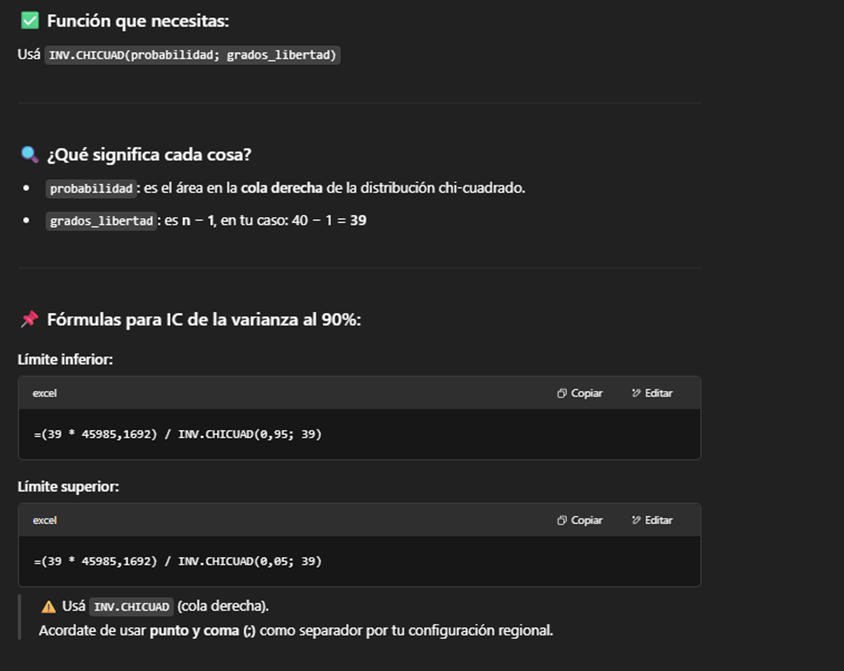 ✅ Función que necesitas:
Usá INV.CHICUAD(probabilidad; grados_libertad)
🔍 ¿Qué significa cada cosa?
• probabilidad: es el área en la cola derecha de la distribución chi-cuadrado.
• grados_libertad: es n − 1, en tu caso: 40 − 1 = 39
📌 Fórmulas para IC de la varianza al 90%:
Límite inferior:
excel Copiar Editar
=(39 * 45985,1692) / INV.CHICUAD(0,95; 39)
Límite superior:
excel Copiar Editar
=(39 * 45985,1692) / INV.CHICUAD(0,05; 39)
⚠️ Usá INV.CHICUAD (cola derecha).
Acordate de usar punto y coma (;) como separador por tu configuración regional.